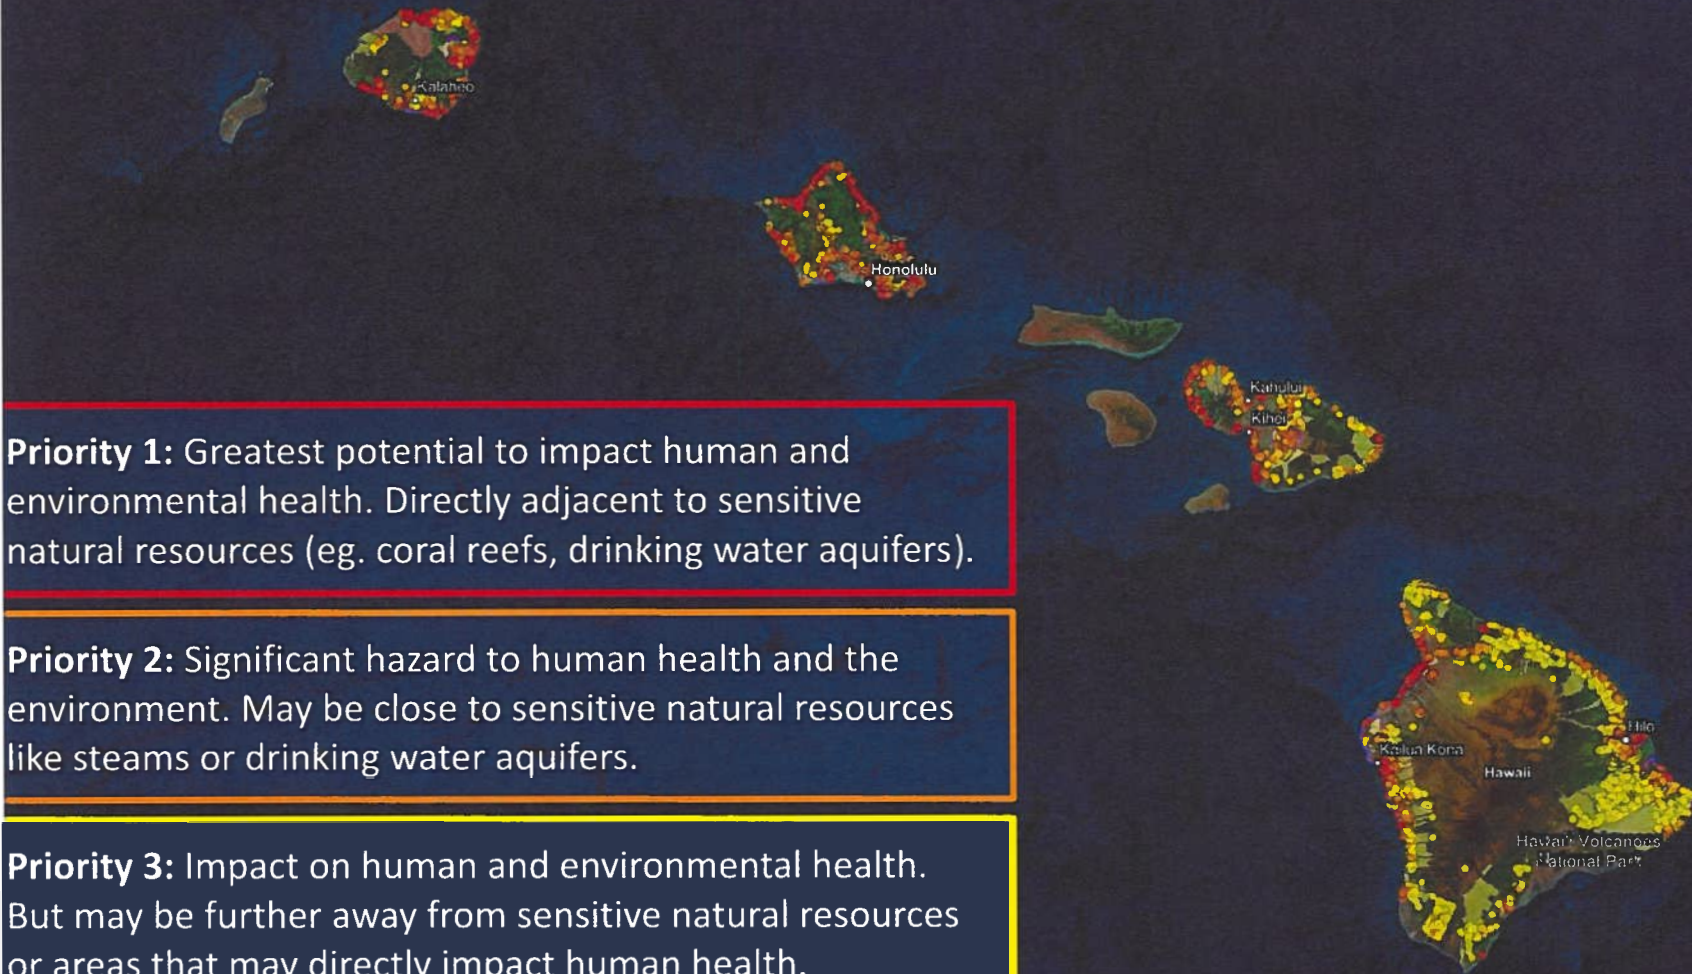 Kalaheo
Honolulu
Kahului
Kihei
Priority 1: Greatest potential to impact human and
environmental health. Directly adjacent to sensitive
natural resources (eg. coral reefs, drinking water aquifers).
Priority 2: Significant hazard to human health and the
environment. May be close to sensitive natural resources
like steams or drinking water aquifers.
Hilo
Kailua Kona
Hawaii
Hawai'i Volcanoes
National Park
Priority 3: Impact on human and environmental health.
But may be further away from sensitive natural resources
or areas that may directly impact human health.